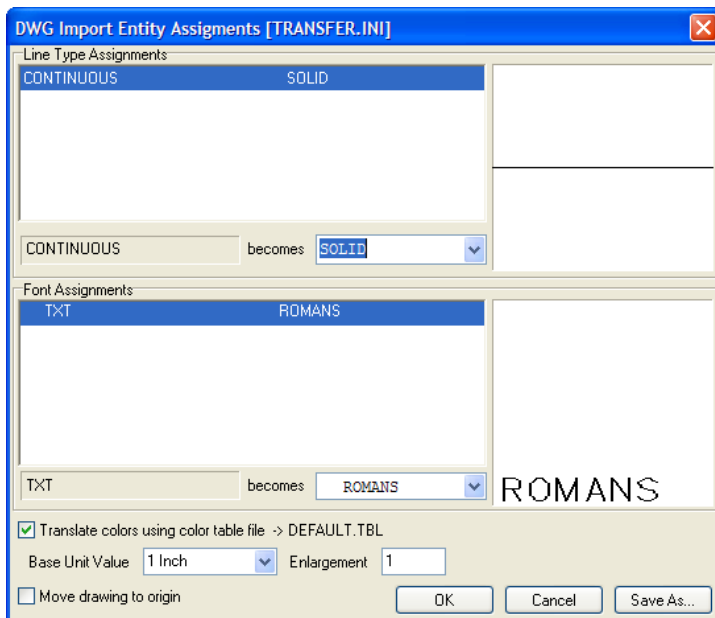 DWG Import Entity Assigments [TRANSFER.INI]
Line Type Assignments
CONTINUOUS SOLID
CONTINUOUS becomes SOLID
Font Assignments
TXT ROMANS
TXT becomes ROMANS
ROMANS
Translate colors using color table file -> DEFAULT.TBL
Base Unit Value 1 Inch Enlargement 1
Move drawing to origin OK Cancel Save As...